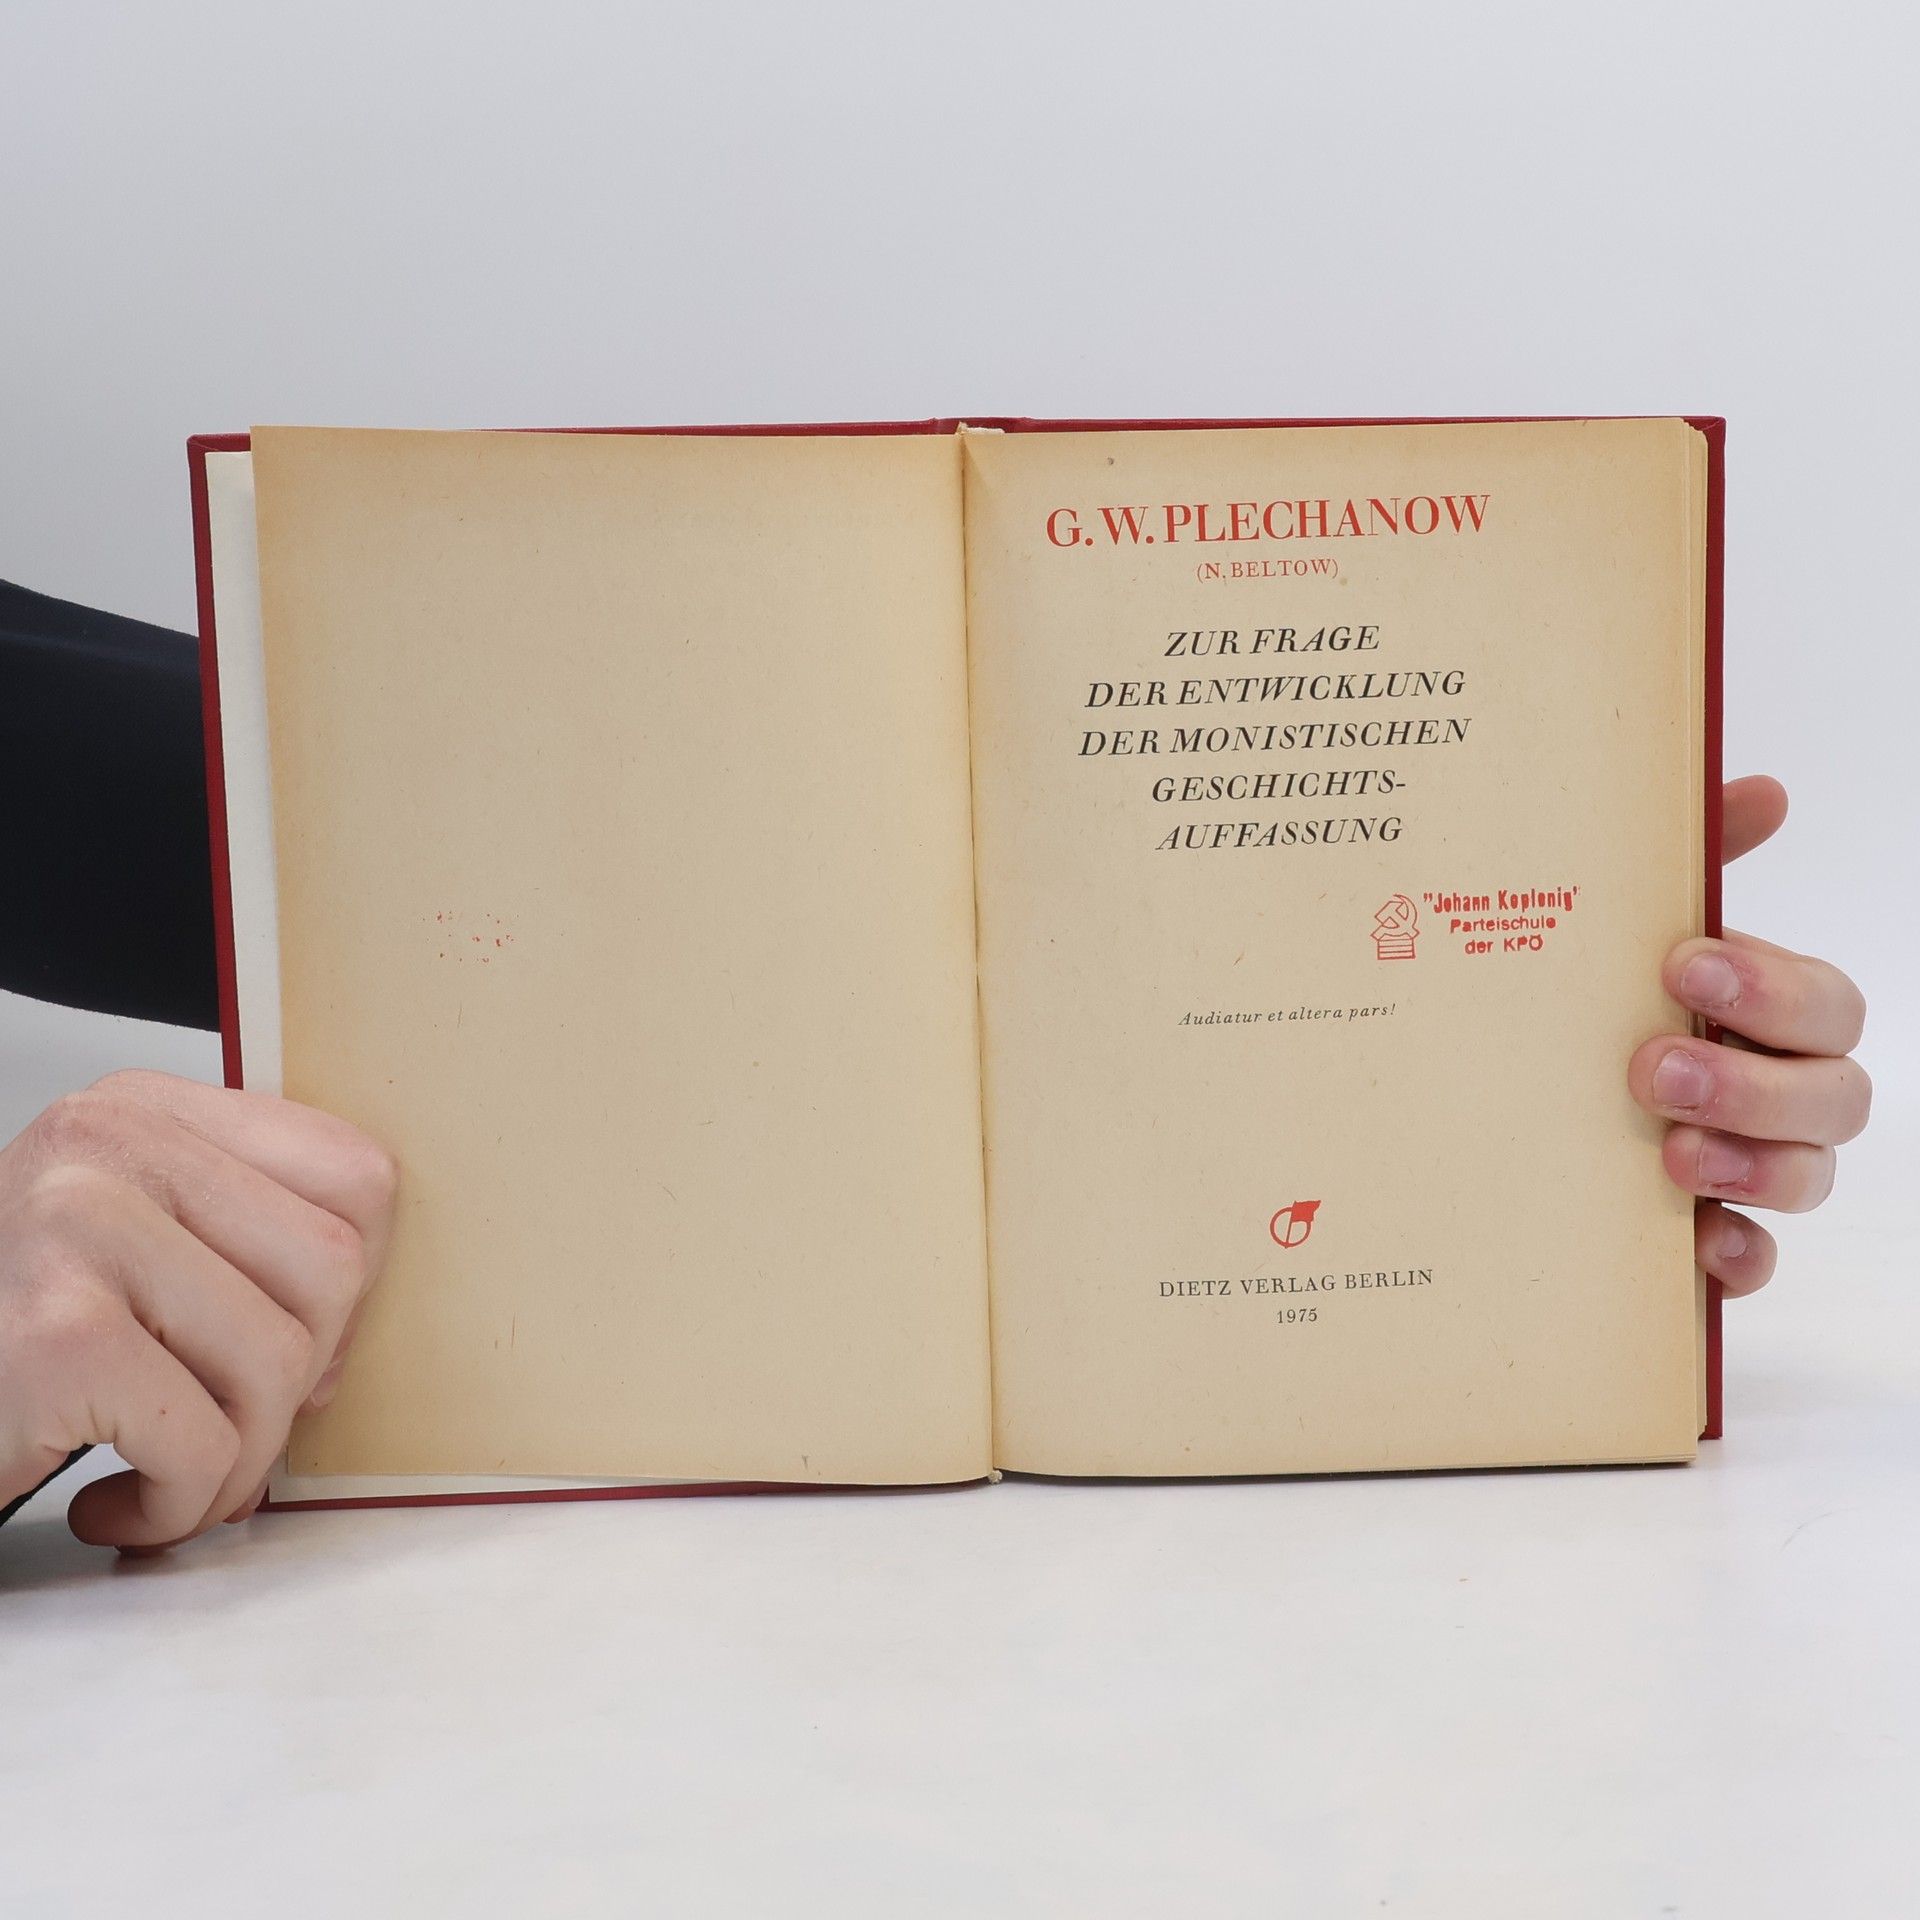 G. W. PLECHANOW
(N. BELTOW)
ZUR FRAGE
DER ENTWICKLUNG
DER MONISTISCHEN
GESCHICHTS-
AUFFASSUNG
"Johann Koplenig"
Parteischule
der KPÖ
Audiatur et altera pars!
DIETZ VERLAG BERLIN
1975